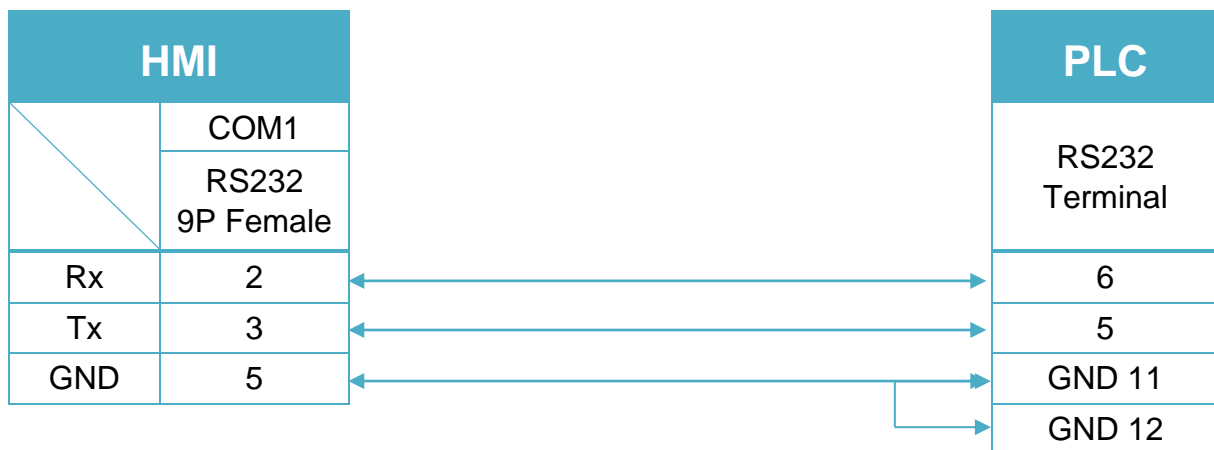 HMI
PLC
COM1
RS232
9P Female
RS232
Terminal
Rx 2 6
Tx 3 5
GND 5 GND 11
GND 12